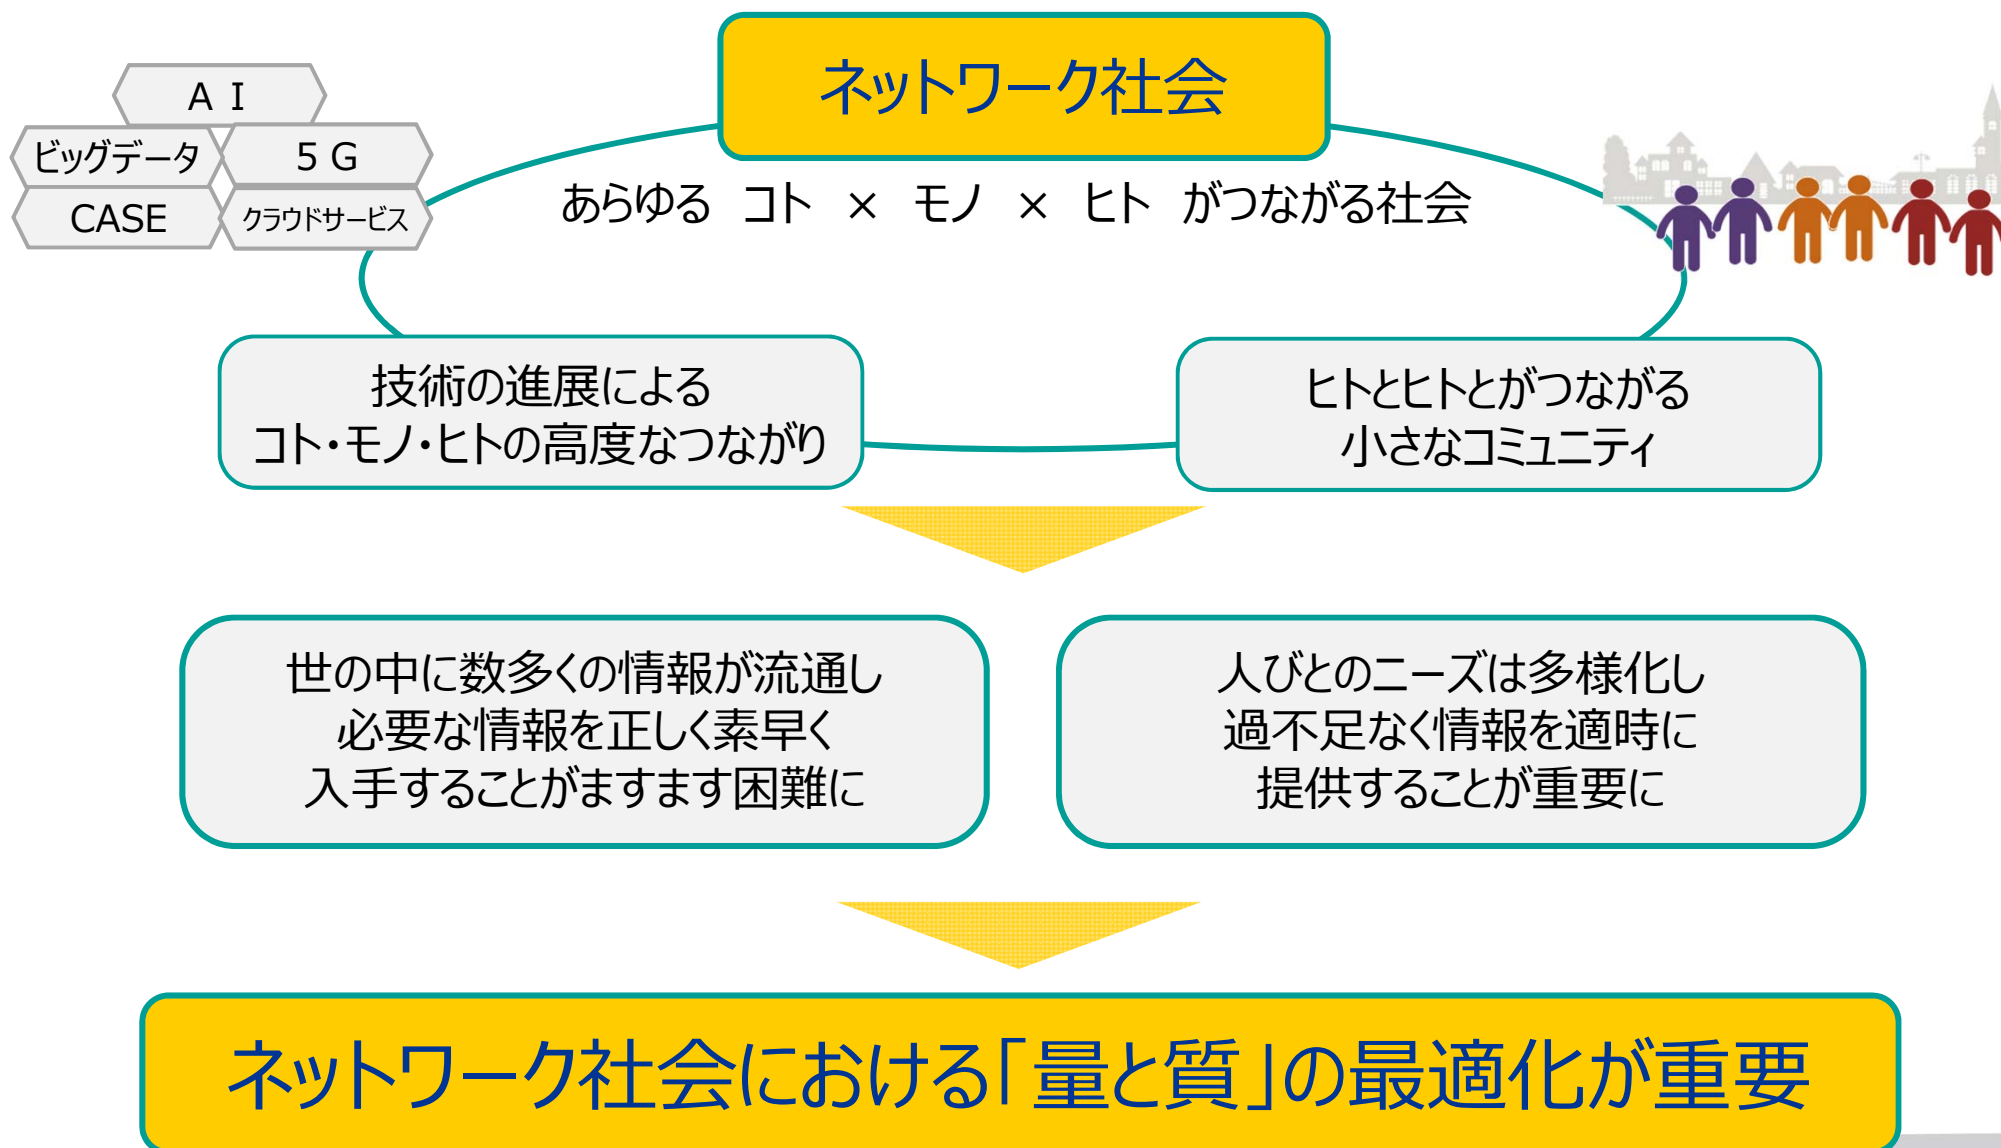 ネットワーク社会
A I
ビッグデータ
5 G
CASE
クラウドサービス
あらゆる コト × モノ × ヒト がつながる社会
技術の進展による
コト・モノ・ヒトの高度なつながり
ヒトとヒトとがつながる
小さなコミュニティ
世の中に数多くの情報が流通し
必要な情報を正しく素早く
入手することがますます困難に
人びとのニーズは多様化し
過不足なく情報を適時に
提供することが重要に
ネットワーク社会における「量と質」の最適化が重要